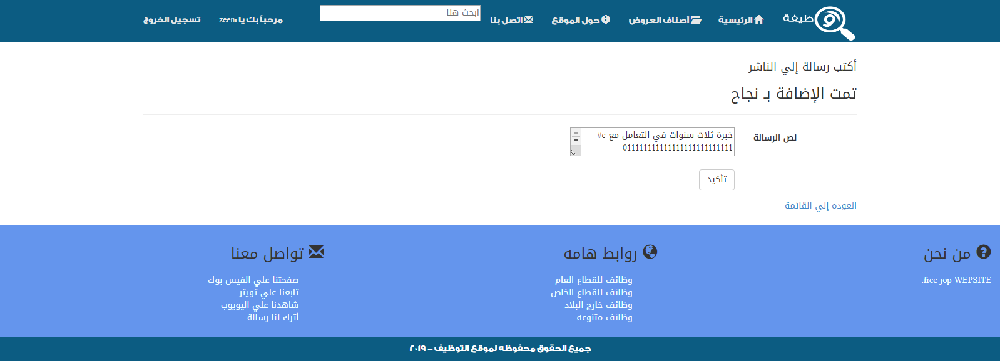 وظيفة
الرئيسية
أصناف العروض
حول الموقع
اتصل بنا
ابحث هنا
مرحباً بك يا :zeen
تسجيل الخروج
أكتب رسالة إلي الناشر
تمت الإضافة بـ نجاح
نص الرسالة
خبرة ثلاث سنوات في التعامل مع c#
تأكيد
العوده إلي القائمة
من نحن
free jop WEPSITE.
روابط هامه
وظائف للقطاع العام
وظائف للقطاع الخاص
وظائف خارج البلاد
وظائف متنوعه
تواصل معنا
صفحتنا علي الفيس بوك
تابعنا علي تويتر
شاهدنا علي اليوبوب
أترك لنا رسالة
جميع الحقوق محفوظه لموقع التوظيف - ٢٠١٩